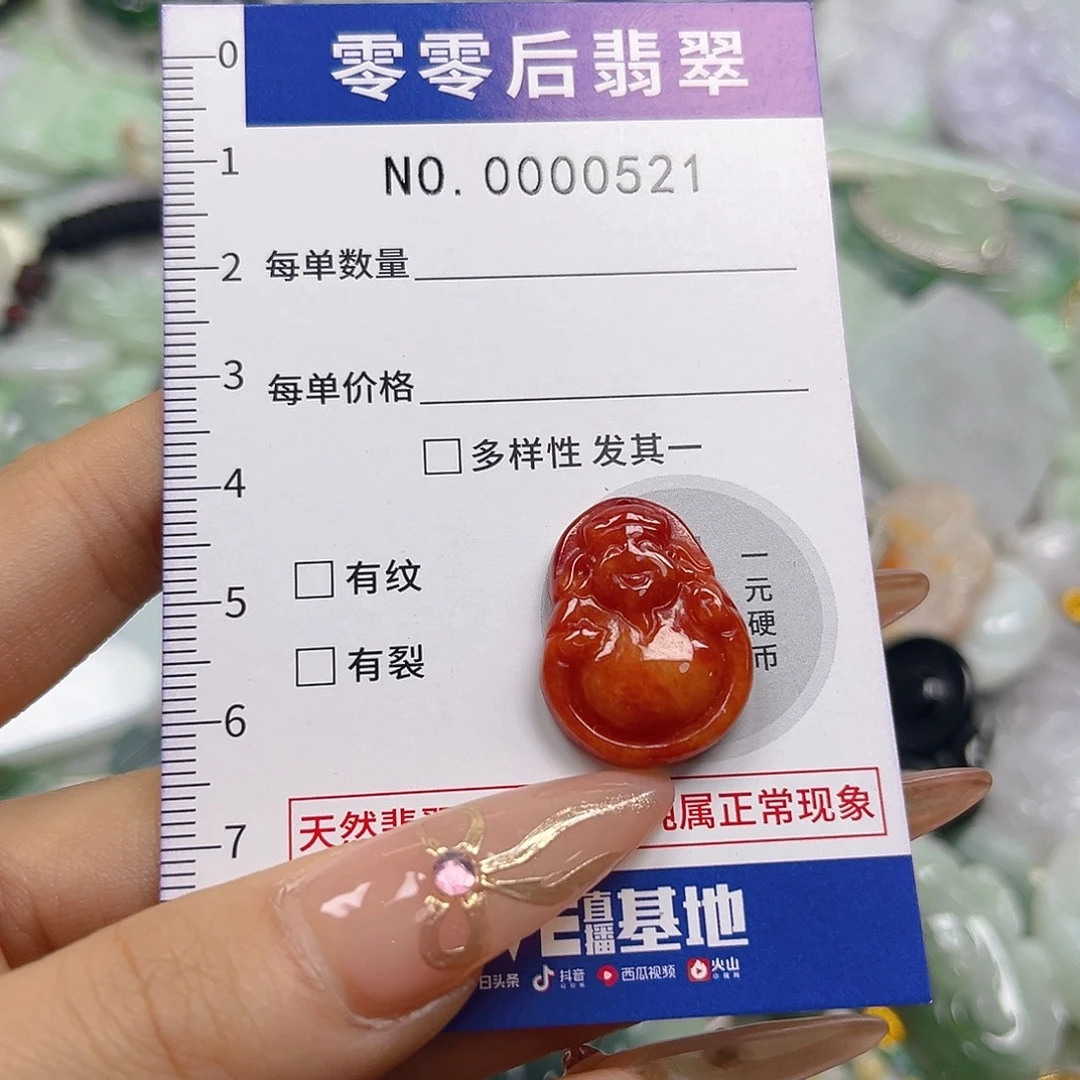 零零后翡翠
NO. 0000521
0
1
2
3
4
5
6
7
每单数量
每单价格
□多样性 发其一
□有纹
□有裂
一元硬币
天然翡 属正常现象
直播基地
日头条 抖音 西瓜视频 火山